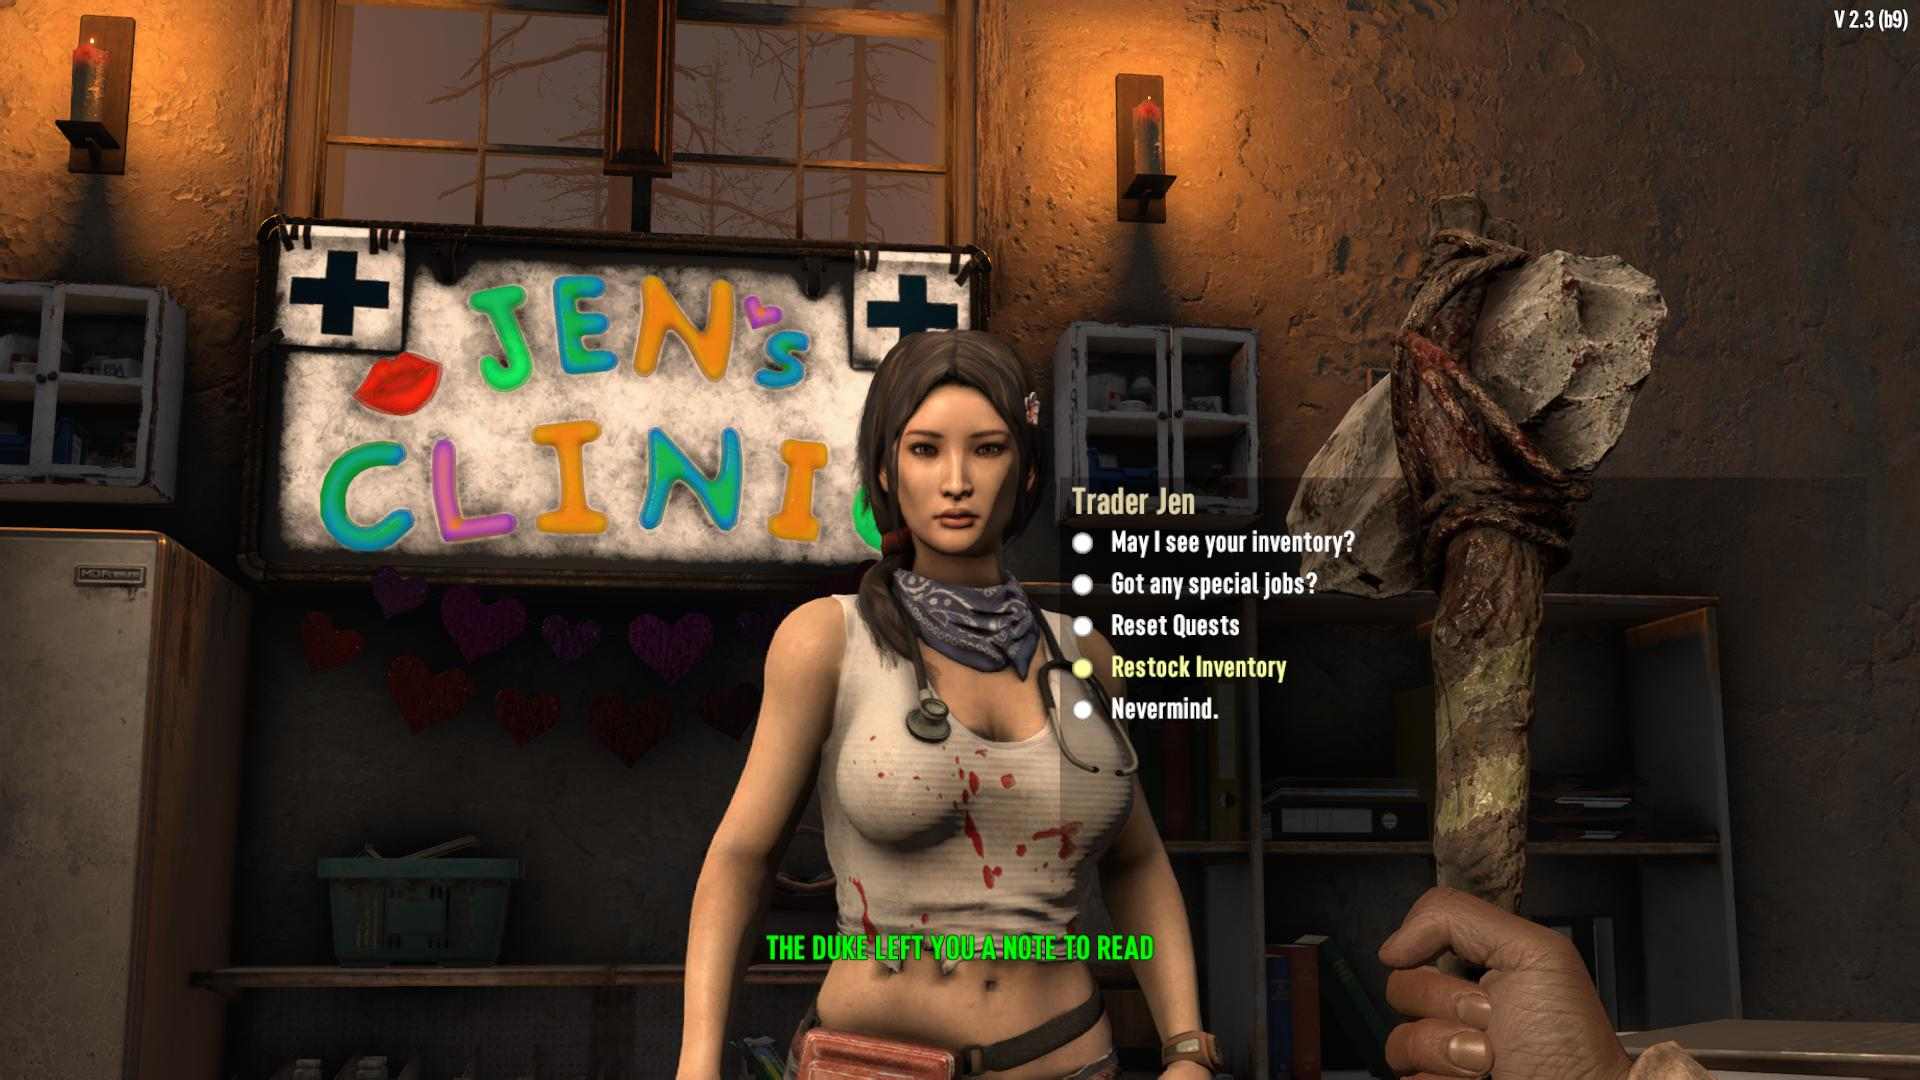 V 2.3 (b9)
JEN's
CLINI
Trader Jen
May I see your inventory?
Got any special jobs?
Reset Quests
Restock Inventory
Nevermind.
THE DUKE LEFT YOU A NOTE TO READ